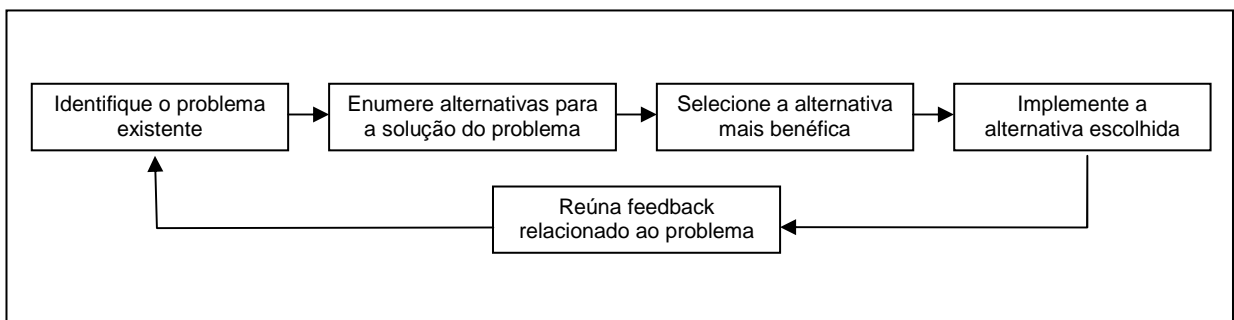 Identifique o problema
existente
Enumere alternativas para
a solução do problema
Selecione a alternativa
mais benéfica
Implemente a
alternativa escolhida
Reúna feedback
relacionado ao problema